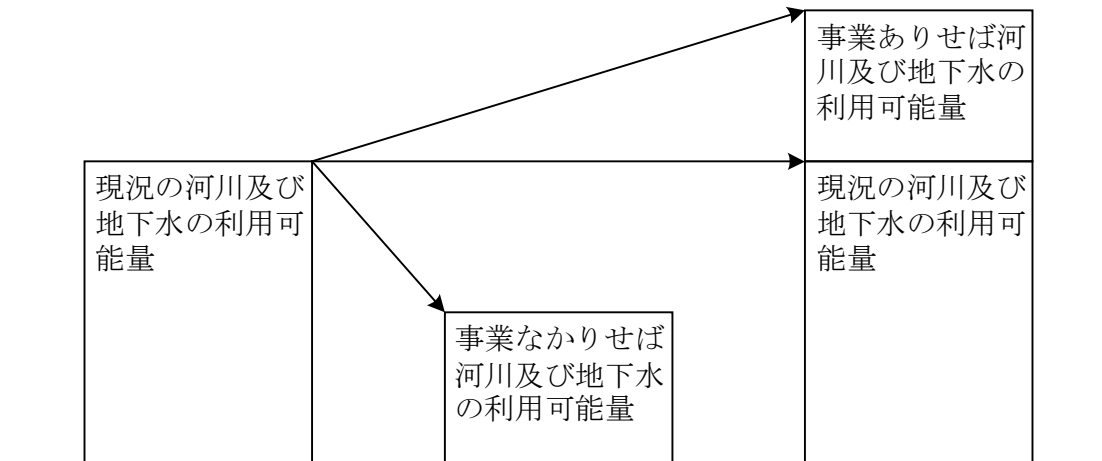 事業ありせば河
川及び地下水の
利用可能量
現況の河川及び
地下水の利用可
能量
現況の河川及び
地下水の利用可
能量
事業なかりせば
河川及び地下水
の利用可能量